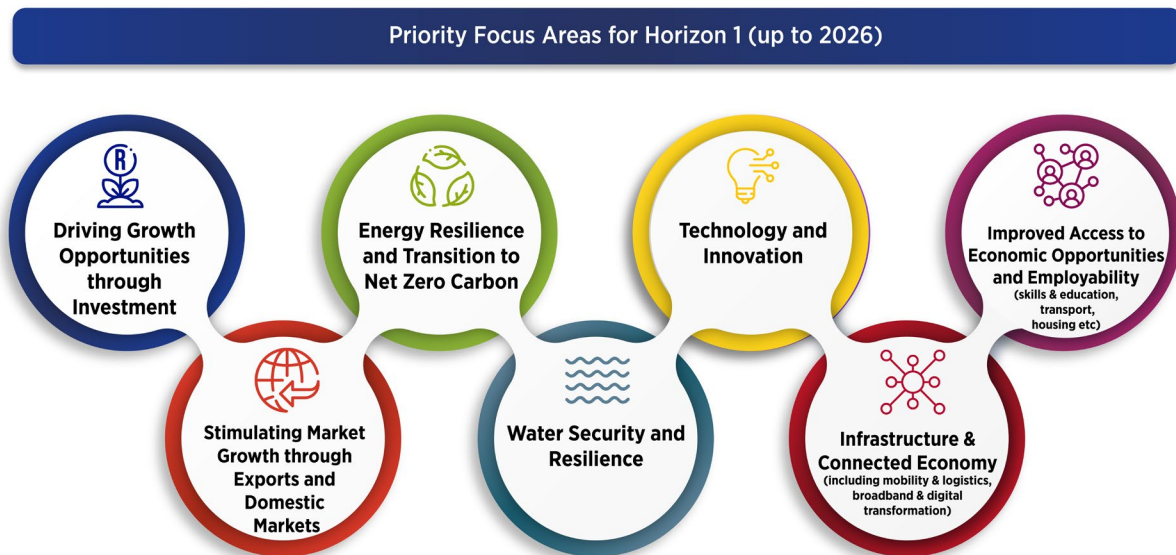 Priority Focus Areas for Horizon 1 (up to 2026)
R
Driving Growth
Opportunities
through
Investment
Stimulating Market
Growth through
Exports and
Domestic
Markets
Energy Resilience
and Transition to
Net Zero Carbon
Water Security and
Resilience
Technology and
Innovation
Infrastructure &
Connected Economy
(including mobility & logistics,
broadband & digital
transformation)
Improved Access to
Economic Opportunities
and Employability
(skills & education,
transport,
housing etc)